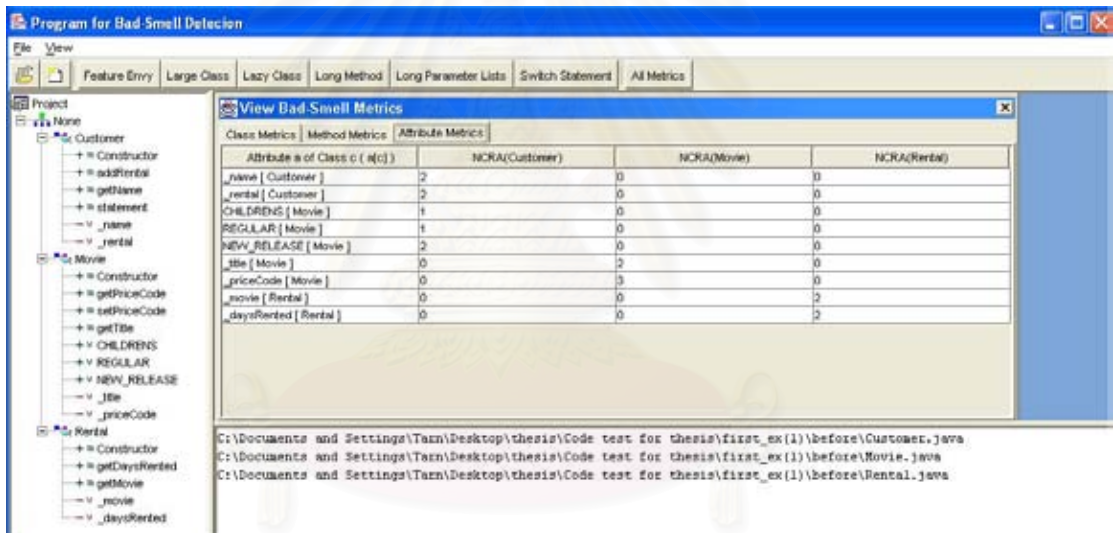 Program for Bad-Smell Detecion
File View
Feature Envy Large Class Lazy Class Long Method Long Parameter Lists Switch Statement All Metrics
Project
None
Customer
+ = Constructor
+ = addRental
+ = getName
+ = statement
- v _name
- v _rental
Movie
+ = Constructor
+ = getPriceCode
+ = setPriceCode
+ = getTitle
+ v CHILDRENS
+ v REGULAR
+ v NEW_RELEASE
- v _title
- v _priceCode
Rental
+ = Constructor
+ = getDaysRented
+ = getMovie
- v _movie
- v _daysRented
View Bad-Smell Metrics
Class Metrics Method Metrics Attribute Metrics
Attribute a of Class c ( a[c] ) NCRA(Customer) NCRA(Movie) NCRA(Rental)
_name [ Customer ] 2 0 0
_rental [ Customer ] 2 0 0
CHILDRENS [ Movie ] 1 0 0
REGULAR [ Movie ] 1 0 0
NEW_RELEASE [ Movie ] 2 0 0
_title [ Movie ] 0 2 0
_priceCode [ Movie ] 0 3 0
_movie [ Rental ] 0 0 2
_daysRented [ Rental ] 0 0 2
C:\Documents and Settings\Tarn\Desktop\thesis\Code test for thesis\first_ex(1)\before\Customer.java
C:\Documents and Settings\Tarn\Desktop\thesis\Code test for thesis\first_ex(1)\before\Movie.java
C:\Documents and Settings\Tarn\Desktop\thesis\Code test for thesis\first_ex(1)\before\Rental.java